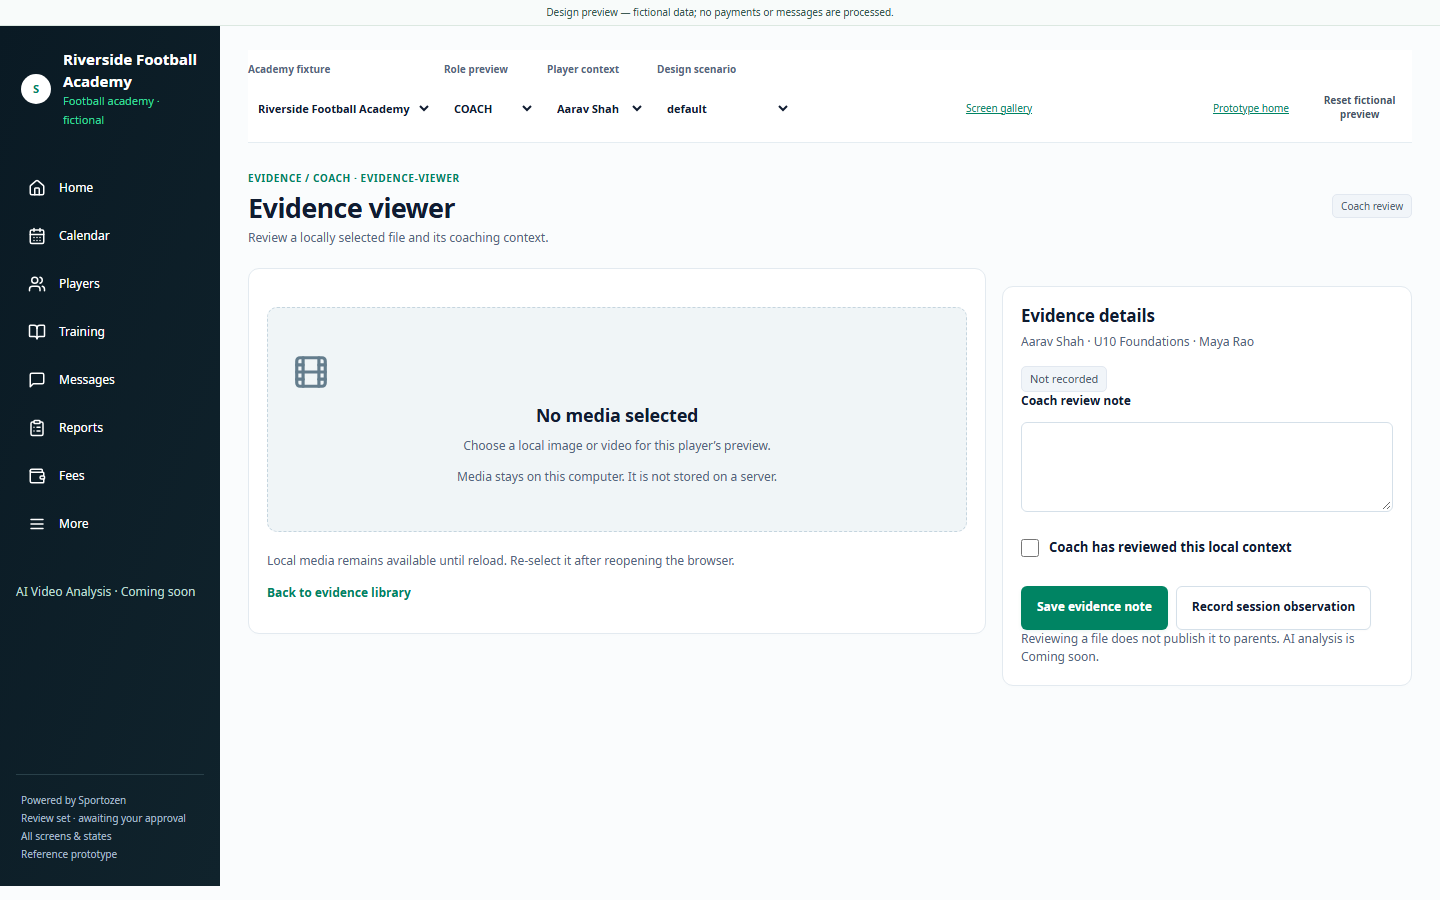 Design preview — fictional data; no payments or messages are processed.
S
Riverside Football
Academy
Football academy ·
fictional
Home
Calendar
Players
Training
Messages
Reports
Fees
More
AI Video Analysis · Coming soon
Powered by Sportozen
Review set · awaiting your approval
All screens & states
Reference prototype
Academy fixture
Role preview
Player context
Design scenario
Riverside Football Academy
COACH
Aarav Shah
default
Screen gallery
Prototype home
Reset fictional
preview
EVIDENCE / COACH · EVIDENCE-VIEWER
Evidence viewer
Review a locally selected file and its coaching context.
Coach review
No media selected
Choose a local image or video for this player's preview.
Media stays on this computer. It is not stored on a server.
Local media remains available until reload. Re-select it after reopening the browser.
Back to evidence library
Evidence details
Aarav Shah · U10 Foundations · Maya Rao
Not recorded
Coach review note
Coach has reviewed this local context
Save evidence note
Record session observation
Reviewing a file does not publish it to parents. AI analysis is
Coming soon.